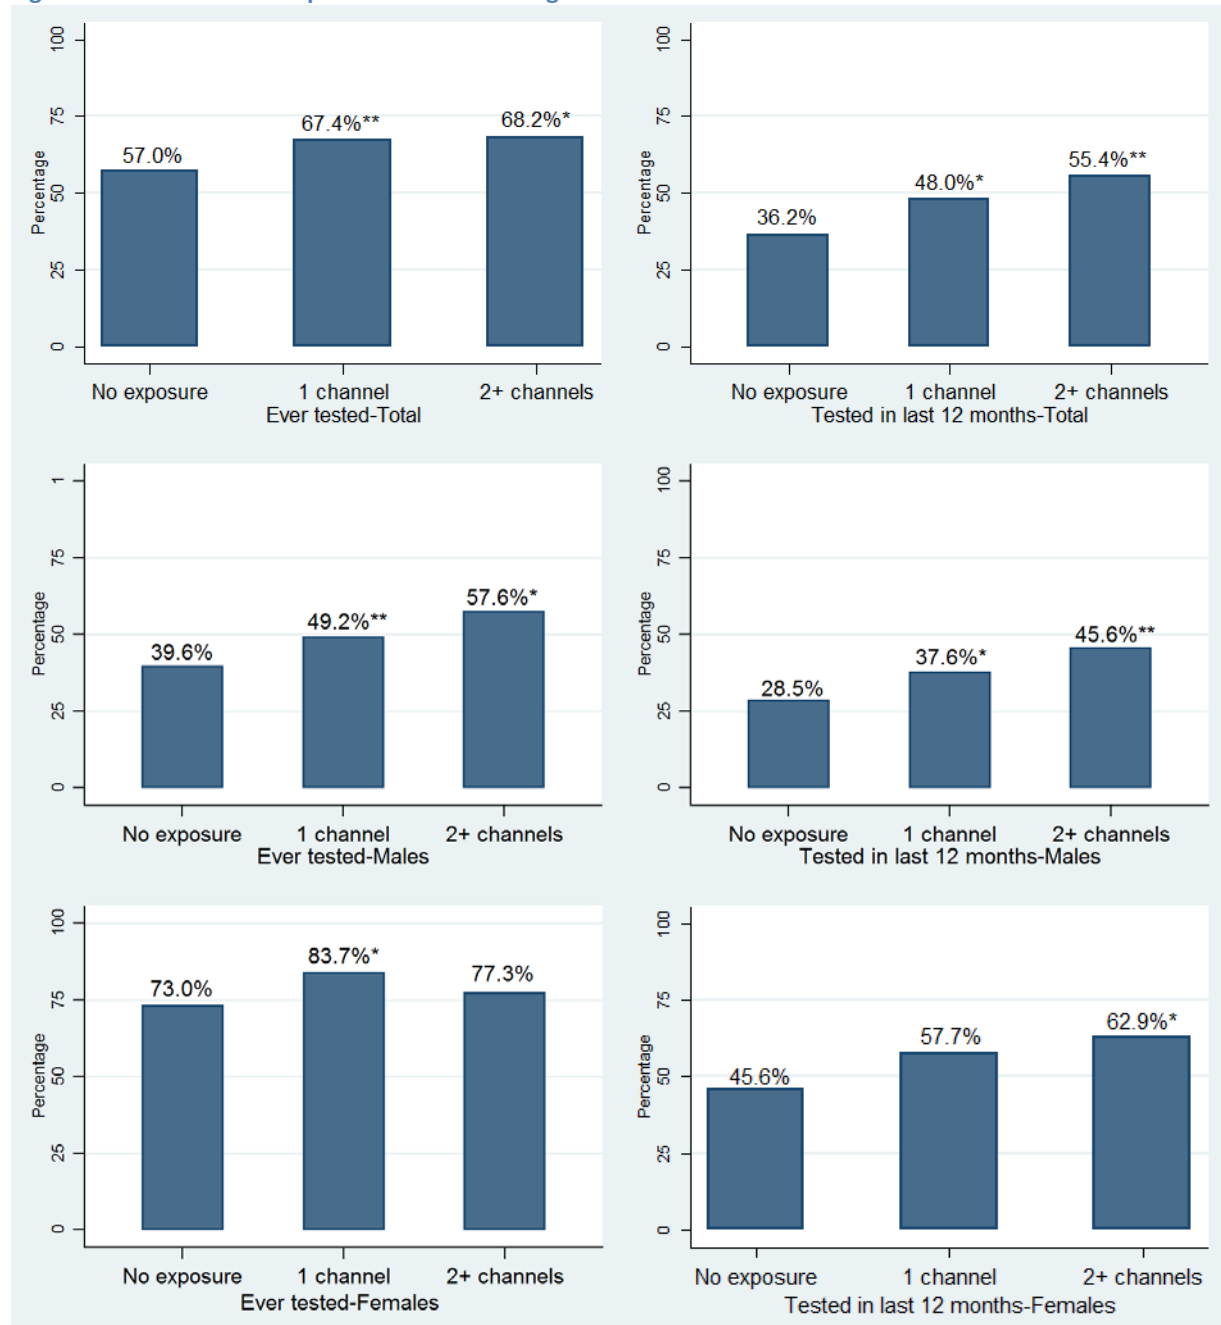 100
75
50
25
0
Percentage
57.0%
67.4%**
68.2%*
No exposure 1 channel 2+ channels
Ever tested-Total
100
75
50
25
0
Percentage
36.2%
48.0%*
55.4%**
No exposure 1 channel 2+ channels
Tested in last 12 months-Total
1
75
50
25
0
Percentage
39.6%
49.2%**
57.6%*
No exposure 1 channel 2+ channels
Ever tested-Males
100
75
50
25
0
Percentage
28.5%
37.6%*
45.6%**
No exposure 1 channel 2+ channels
Tested in last 12 months-Males
100
75
50
25
0
Percentage
73.0%
83.7%*
77.3%
No exposure 1 channel 2+ channels
Ever tested-Females
100
75
50
25
0
Percentage
45.6%
57.7%
62.9%*
No exposure 1 channel 2+ channels
Tested in last 12 months-Females